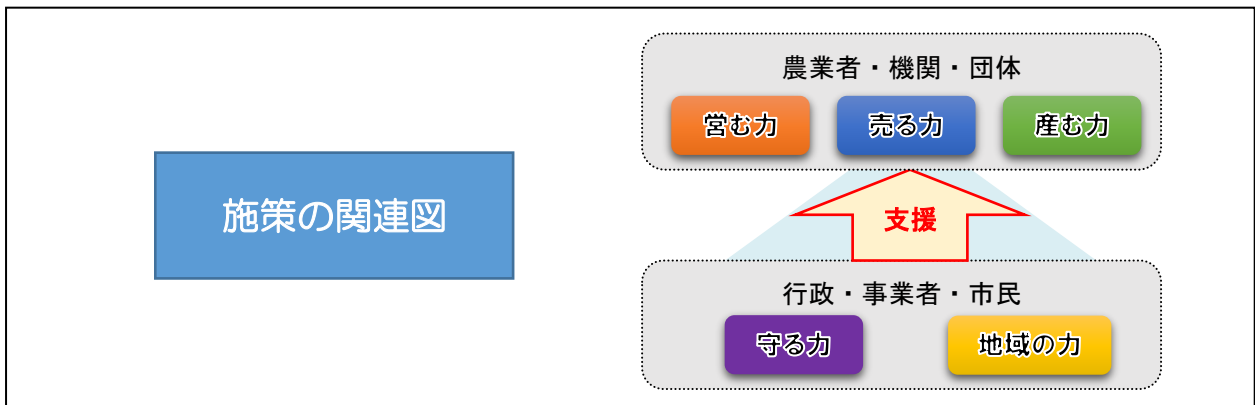 施策の関連図
農業者・機関・団体
営む力
売る力
産む力
支援
行政・事業者・市民
守る力
地域の力